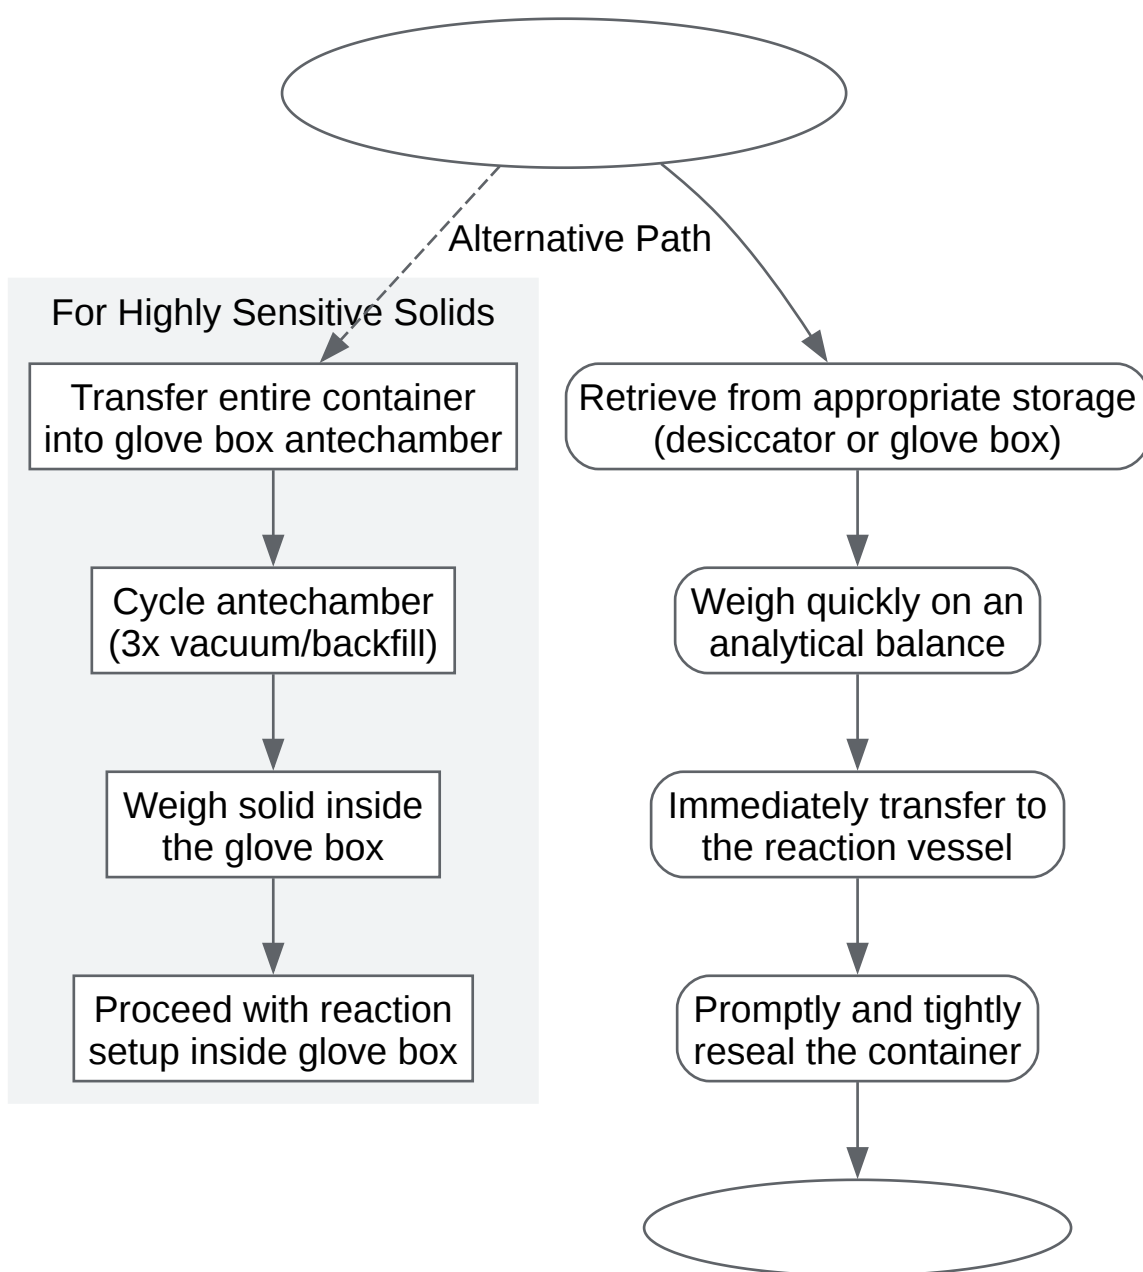 Alternative Path
For Highly Sensitive Solids
Transfer entire container
into glove box antechamber
Cycle antechamber
(3x vacuum/backfill)
Weigh solid inside
the glove box
Proceed with reaction
setup inside glove box
Retrieve from appropriate storage
(desiccator or glove box)
Weigh quickly on an
analytical balance
Immediately transfer to
the reaction vessel
Promptly and tightly
reseal the container